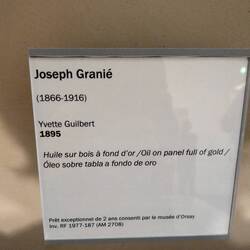 Joseph Granié
(1866-1916)
Yvette Guilbert
1895
Huile sur bois à fond d'or /Oil on panel full of gold /
Óleo sobre tabla a fondo de oro
Prêt exceptionnel de 2 ans consenti par le musée d'Orsay
Inv. RF 1977-187 (AM 2708)